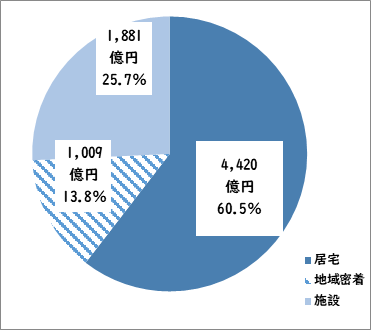 1,881
億円
25.7%
1,009
億円
13.8%
4,420
億円
60.5%
居宅
地域密着
施設